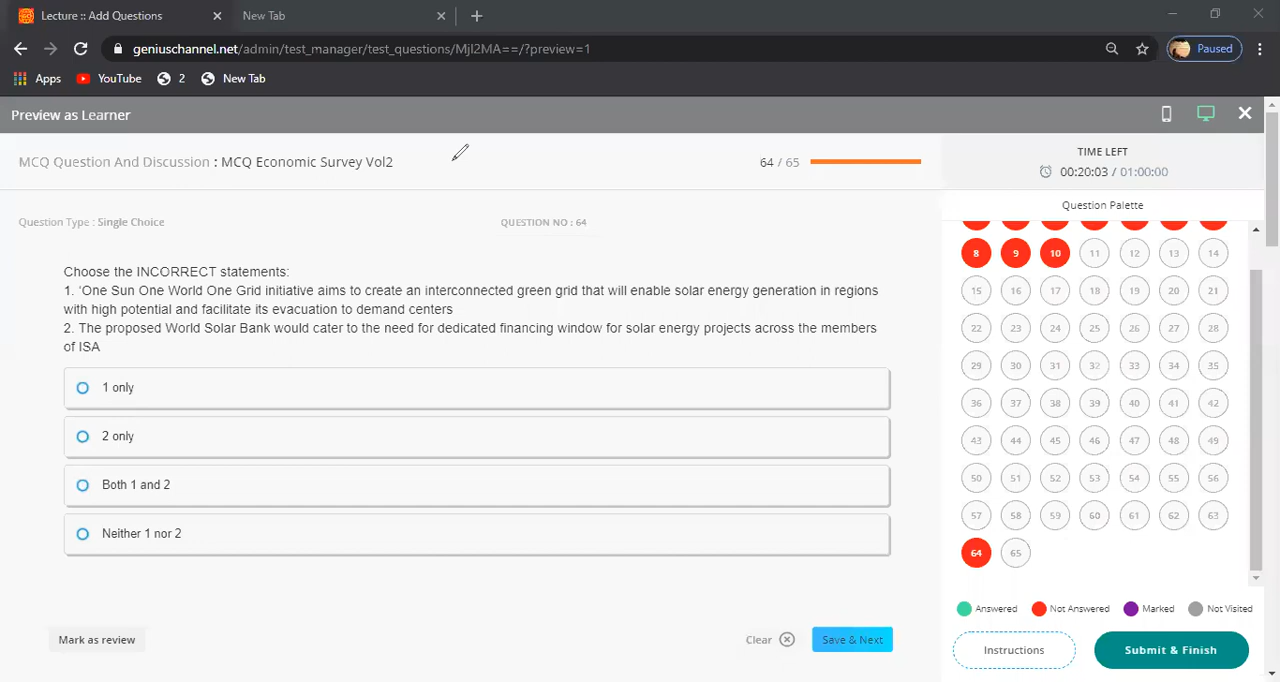 Lecture :: Add Questions
New Tab
geniuschannel.net/admin/test_manager/test_questions/MjI2MA==/?preview=1
Paused
Apps
YouTube
2
New Tab
Preview as Learner
MCQ Question And Discussion : MCQ Economic Survey Vol2
64 / 65
TIME LEFT
00:20:03 / 01:00:00
Question Type : Single Choice
QUESTION NO : 64
Question Palette
Choose the INCORRECT statements:
1. ‘One Sun One World One Grid initiative aims to create an interconnected green grid that will enable solar energy generation in regions
with high potential and facilitate its evacuation to demand centers
2. The proposed World Solar Bank would cater to the need for dedicated financing window for solar energy projects across the members
of ISA
1 only
2 only
Both 1 and 2
Neither 1 nor 2
Mark as review
Clear
Save & Next
8 9 10 11 12 13 14
15 16 17 18 19 20 21
22 23 24 25 26 27 28
29 30 31 32 33 34 35
36 37 38 39 40 41 42
43 44 45 46 47 48 49
50 51 52 53 54 55 56
57 58 59 60 61 62 63
64 65
Answered Not Answered Marked Not Visited
Instructions
Submit & Finish